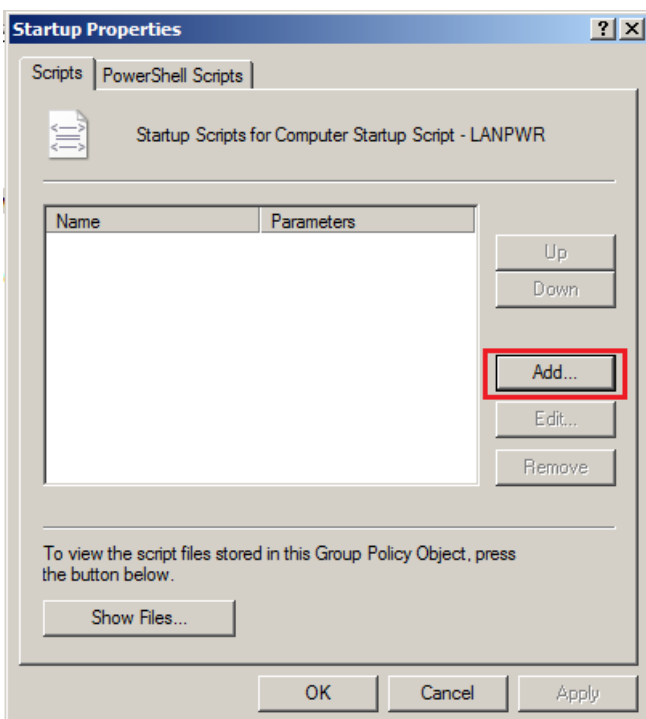 Startup Properties
Scripts PowerShell Scripts
Startup Scripts for Computer Startup Script - LANPWR
Name Parameters
Up
Down
Add...
Edit...
Remove
To view the script files stored in this Group Policy Object, press
the button below.
Show Files...
OK Cancel Apply